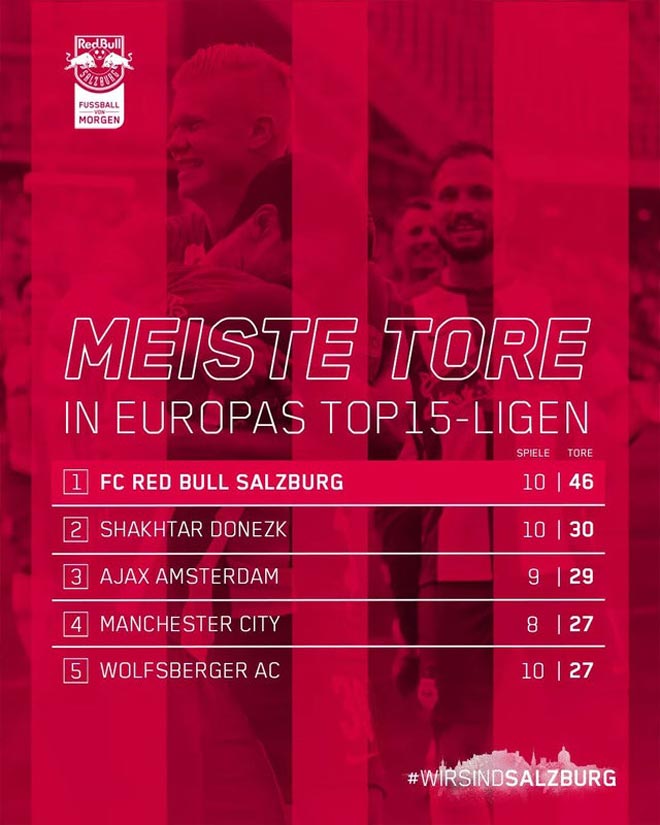 Red Bull
SALZBURG
FUSSBALL
VON
MORGEN
MEISTE TORE
IN EUROPAS TOP15-LIGEN
SPIELE TORE
1 FC RED BULL SALZBURG 10 | 46
2 SHAKHTAR DONEZK 10 | 30
3 AJAX AMSTERDAM 9 | 29
4 MANCHESTER CITY 8 | 27
5 WOLFSBERGER AC 10 | 27
#WIRSINDSALZBURG